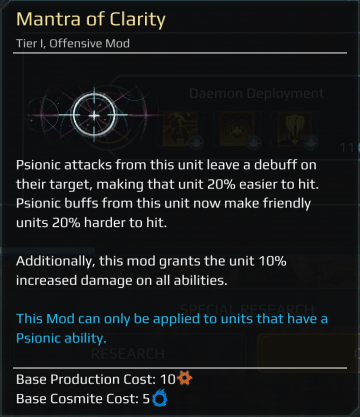 Mantra of Clarity
Tier I, Offensive Mod
Daemon Deployment
11
Psionic attacks from this unit leave a debuff on
their target, making that unit 20% easier to hit.
Psionic buffs from this unit now make friendly
units 20% harder to hit.
Additionally, this mod grants the unit 10%
increased damage on all abilities.
SPECIAL RESEARCH
This Mod can only be applied to units that have a
Psionic ability.
RESEARCH
Base Production Cost: 10
Base Cosmite Cost: 5